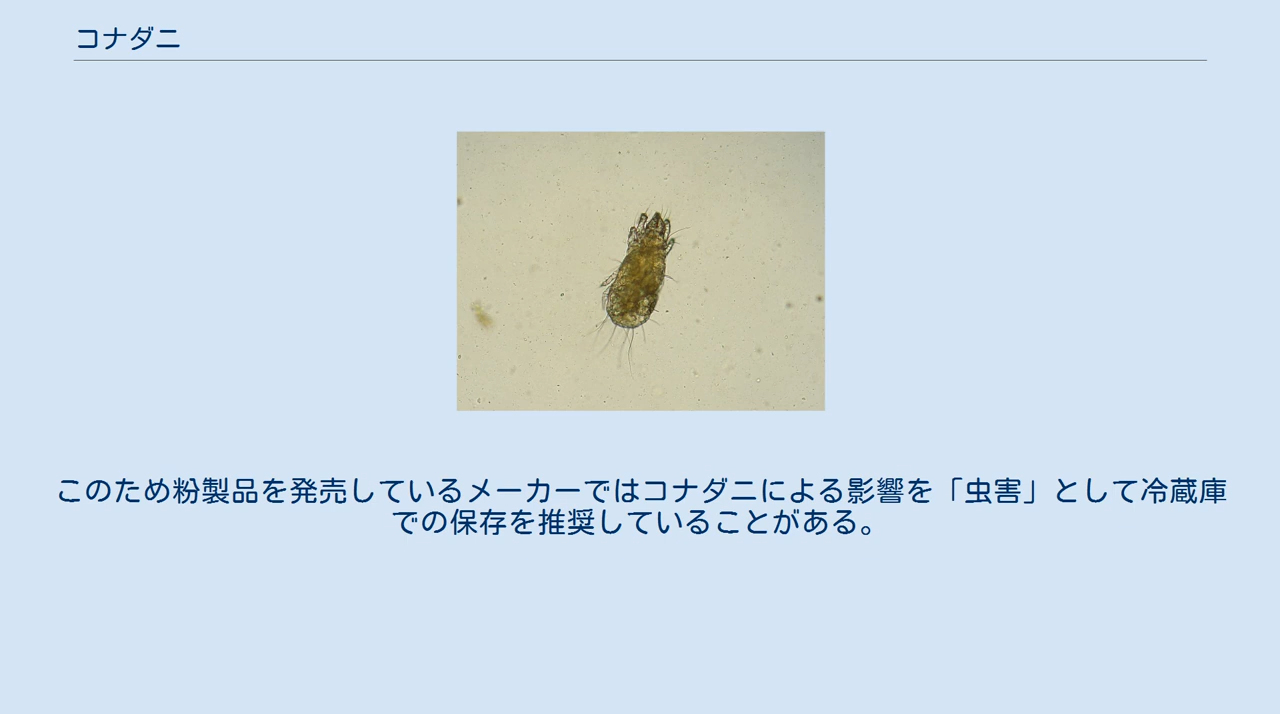 コナダニ
このため粉製品を発売しているメーカーではコナダニによる影響を「虫害」として冷蔵庫
での保存を推奨していることがある。